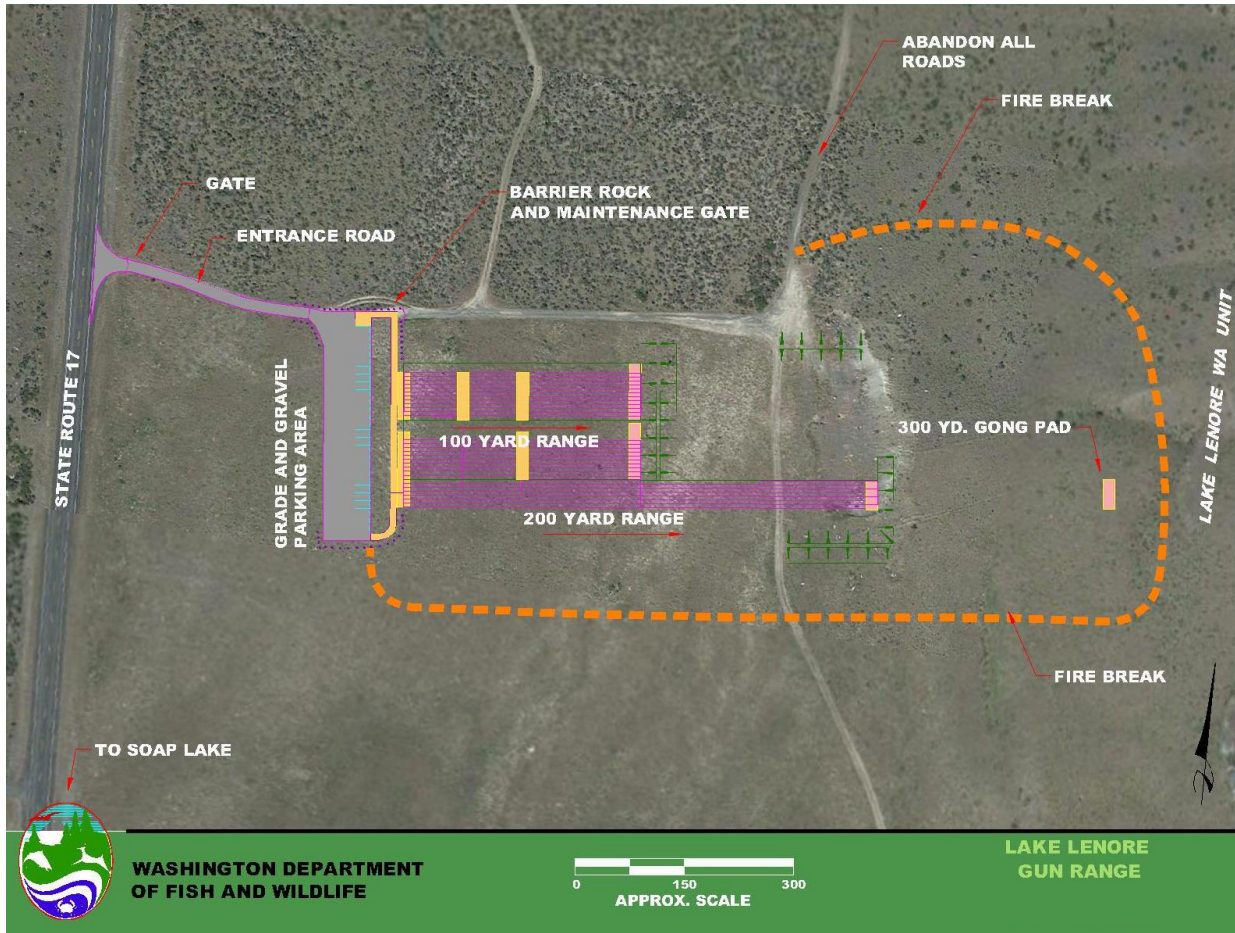 ABANDON ALL
ROADS
FIRE BREAK
GATE
BARRIER ROCK
AND MAINTENANCE GATE
ENTRANCE ROAD
STATE ROUTE 17
GRADE AND GRAVEL
PARKING AREA
100 YARD RANGE
300 YD. GONG PAD
LAKE LENORE WA UNIT
200 YARD RANGE
FIRE BREAK
TO SOAP LAKE
N
WASHINGTON DEPARTMENT
OF FISH AND WILDLIFE
0 150 300
APPROX. SCALE
LAKE LENORE
GUN RANGE